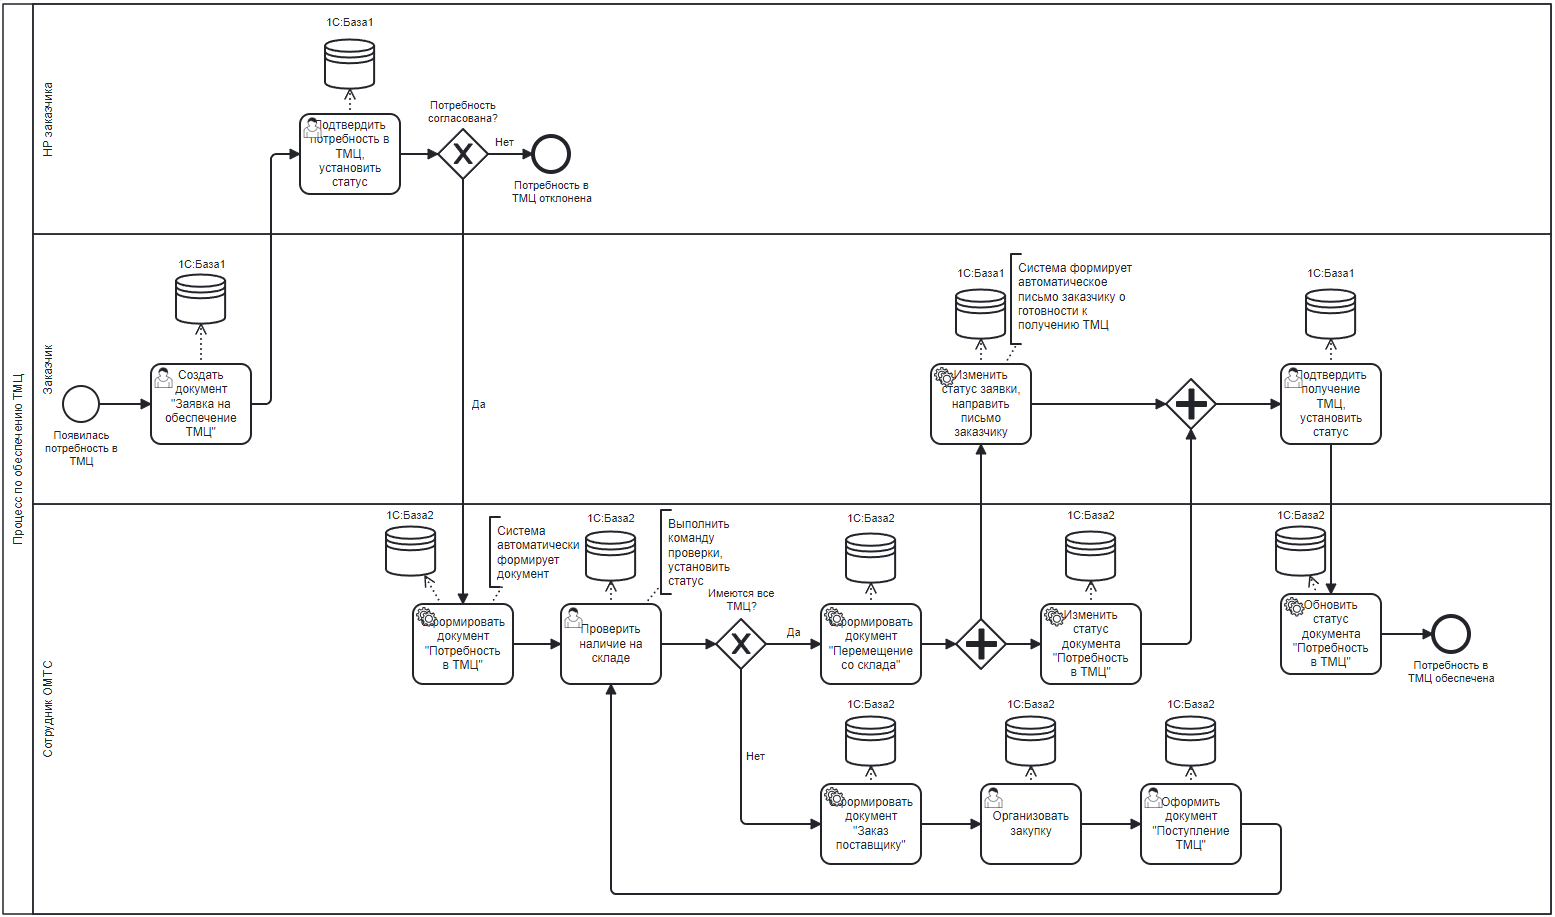 Процесс по обеспечению ТМЦ
HR заказчика
1С:База1
Подтвердить
потребность в
ТМЦ,
установить
статус
Потребность
согласована?
Нет
Потребность в
ТМЦ отклонена
Да
Заказчик
Появилась
потребность в
ТМЦ
1С:База1
Создать
документ
"Заявка на
обеспечение
ТМЦ"
1С:База1
Система формирует
автоматическое
письмо заказчику о
готовности к
получению ТМЦ
Изменить
статус заявки,
направить
письмо
заказчику
1С:База1
Подтвердить
получение
ТМЦ,
установить
статус
Сотрудник ОМТС
1С:База2
Система
автоматически
формирует
документ
Сформировать
документ
"Потребность
в ТМЦ"
1С:База2
Выполнить
команду
проверки,
установить
статус
Проверить
наличие на
складе
Имеются все
ТМЦ?
Да
Нет
1С:База2
Сформировать
документ
"Перемещение
со склада"
1С:База2
Изменить
статус
документа
"Потребность
в ТМЦ"
1С:База2
Обновить
статус
документа
"Потребность
в ТМЦ"
Потребность в
ТМЦ обеспечена
1С:База2
Сформировать
документ
"Заказ
поставщику"
1С:База2
Организовать
закупку
1С:База2
Оформить
документ
"Поступление
ТМЦ"